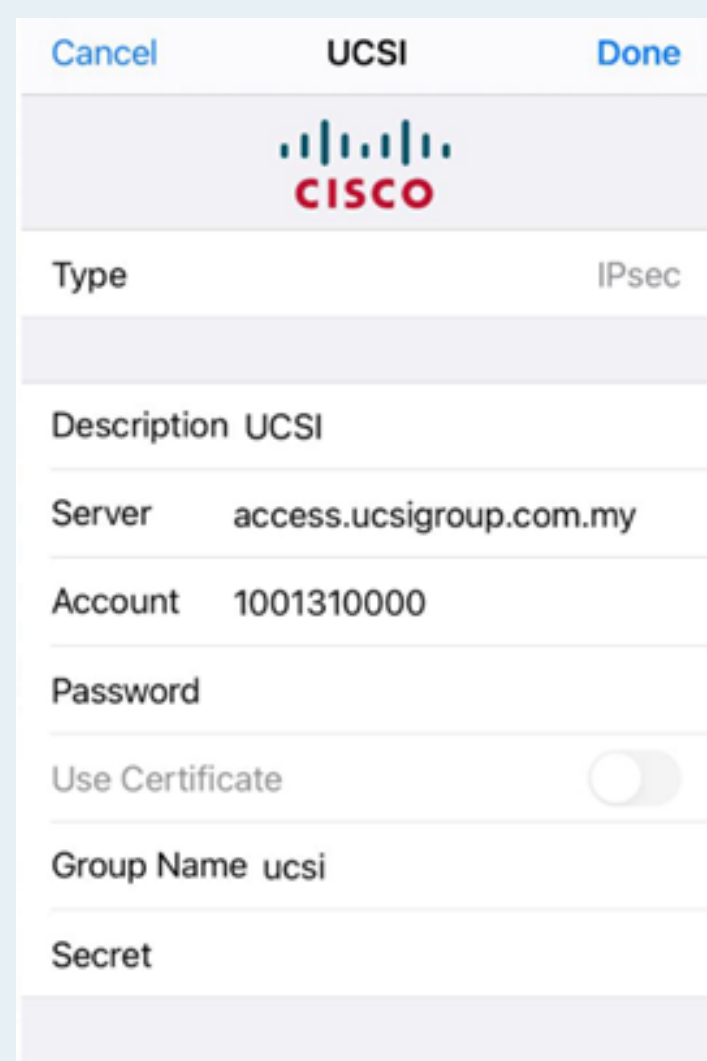 Cancel UCSI Done
CISCO
Type IPsec
Description UCSI
Server access.ucsigroup.com.my
Account 1001310000
Password
Use Certificate
Group Name ucsi
Secret